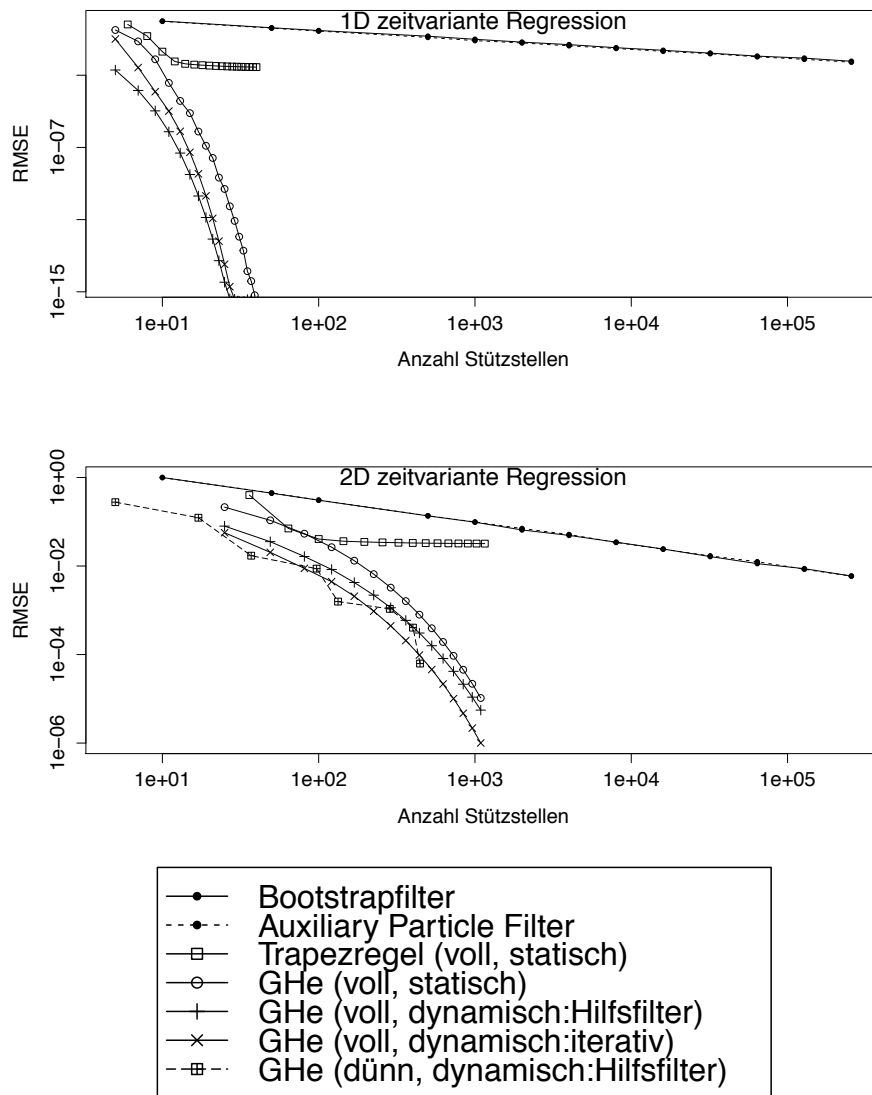 1D zeitvariante Regression
RMSE
1e-07
1e-15
1e+01 1e+02 1e+03 1e+04 1e+05
Anzahl Stützstellen
2D zeitvariante Regression
RMSE
1e+00
1e-02
1e-04
1e-06
1e+01 1e+02 1e+03 1e+04 1e+05
Anzahl Stützstellen
Bootstrapfilter
Auxiliary Particle Filter
Trapezregel (voll, statisch)
GHe (voll, statisch)
GHe (voll, dynamisch:Hilfsfilter)
GHe (voll, dynamisch:iterativ)
GHe (dünn, dynamisch:Hilfsfilter)